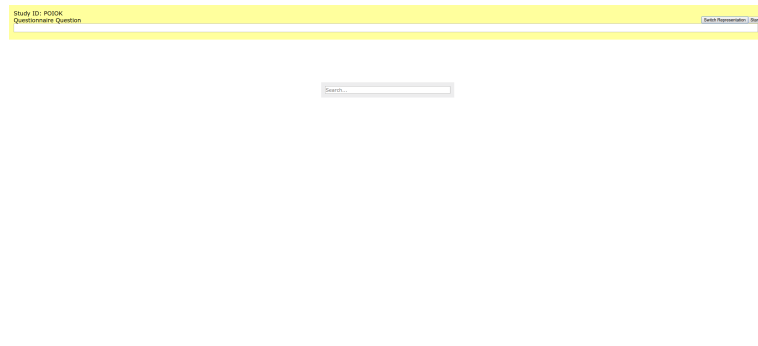 Study ID: POIOK
Questionnaire Question
Switch Representation
Search...